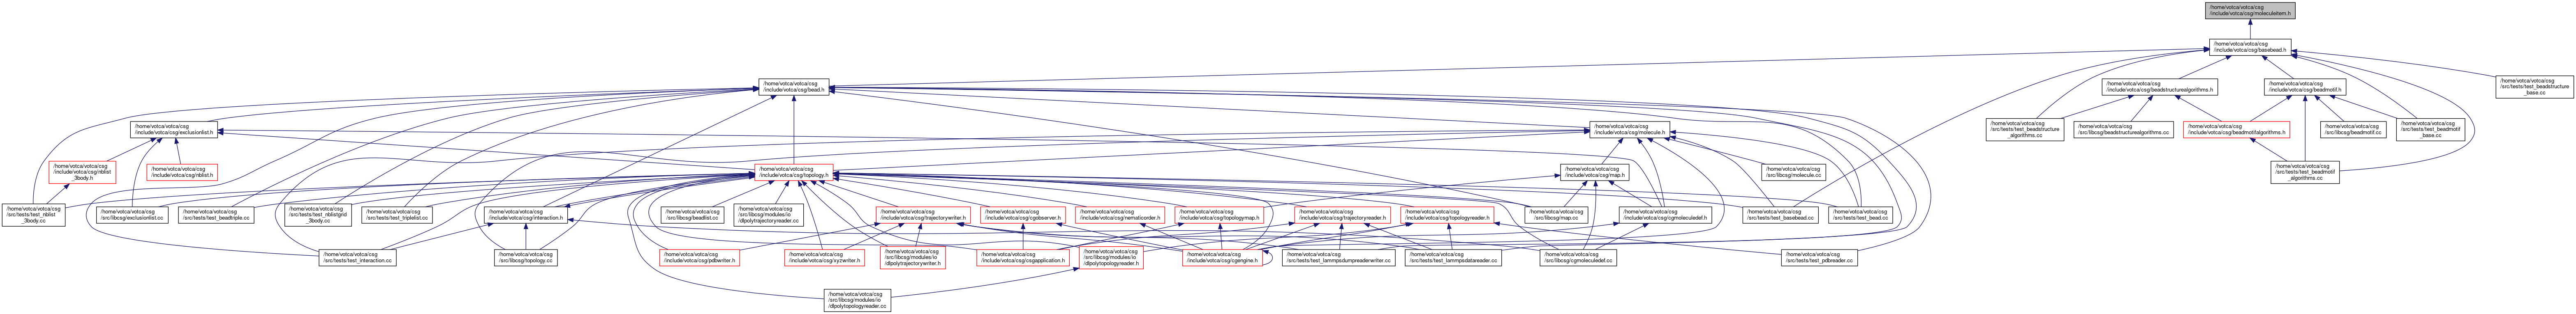 /home/votca/votca/csg
/include/votca/csg/moleculeitem.h
/home/votca/votca/csg
/include/votca/csg/basebead.h
/home/votca/votca/csg
/include/votca/csg/bead.h
/home/votca/votca/csg
/include/votca/csg/beadstructurealgorithms.h
/home/votca/votca/csg
/include/votca/csg/beadmotif.h
/home/votca/votca/csg
/src/tests/test_beadstructure
_base.cc
/home/votca/votca/csg
/include/votca/csg/exclusionlist.h
/home/votca/votca/csg
/include/votca/csg/molecule.h
/home/votca/votca/csg
/src/tests/test_beadstructure
_algorithms.cc
/home/votca/votca/csg
/src/libcsg/beadstructurealgorithms.cc
/home/votca/votca/csg
/include/votca/csg/beadmotifalgorithms.h
/home/votca/votca/csg
/src/libcsg/beadmotif.cc
/home/votca/votca/csg
/src/tests/test_beadmotif
_base.cc
/home/votca/votca/csg
/include/votca/csg/nblist
_3body.h
/home/votca/votca/csg
/include/votca/csg/nblist.h
/home/votca/votca/csg
/include/votca/csg/topology.h
/home/votca/votca/csg
/include/votca/csg/map.h
/home/votca/votca/csg
/src/libcsg/molecule.cc
/home/votca/votca/csg
/src/tests/test_beadmotif
_algorithms.cc
/home/votca/votca/csg
/src/tests/test_nblist
_3body.cc
/home/votca/votca/csg
/src/libcsg/exclusionlist.cc
/home/votca/votca/csg
/src/tests/test_beadtriple.cc
/home/votca/votca/csg
/src/tests/test_nblistgrid
_3body.cc
/home/votca/votca/csg
/src/tests/test_triplelist.cc
/home/votca/votca/csg
/include/votca/csg/interaction.h
/home/votca/votca/csg
/src/libcsg/beadlist.cc
/home/votca/votca/csg
/src/libcsg/modules/io
/dlpolytrajectoryreader.cc
/home/votca/votca/csg
/include/votca/csg/trajectorywriter.h
/home/votca/votca/csg
/include/votca/csg/cgobserver.h
/home/votca/votca/csg
/include/votca/csg/nematicorder.h
/home/votca/votca/csg
/include/votca/csg/topologymap.h
/home/votca/votca/csg
/include/votca/csg/trajectoryreader.h
/home/votca/votca/csg
/include/votca/csg/topologyreader.h
/home/votca/votca/csg
/src/libcsg/map.cc
/home/votca/votca/csg
/include/votca/csg/cgmoleculedef.h
/home/votca/votca/csg
/src/tests/test_basebead.cc
/home/votca/votca/csg
/src/tests/test_bead.cc
/home/votca/votca/csg
/src/tests/test_interaction.cc
/home/votca/votca/csg
/src/libcsg/topology.cc
/home/votca/votca/csg
/include/votca/csg/pdbwriter.h
/home/votca/votca/csg
/include/votca/csg/xyzwriter.h
/home/votca/votca/csg
/src/libcsg/modules/io
/dlpolytrajectorywriter.h
/home/votca/votca/csg
/include/votca/csg/csgapplication.h
/home/votca/votca/csg
/src/libcsg/modules/io
/dlpolytopologyreader.h
/home/votca/votca/csg
/include/votca/csg/cgengine.h
/home/votca/votca/csg
/src/tests/test_lammpsdumpreaderwriter.cc
/home/votca/votca/csg
/src/tests/test_lammpsdatareader.cc
/home/votca/votca/csg
/src/libcsg/cgmoleculedef.cc
/home/votca/votca/csg
/src/tests/test_pdbreader.cc
/home/votca/votca/csg
/src/libcsg/modules/io
/dlpolytopologyreader.cc